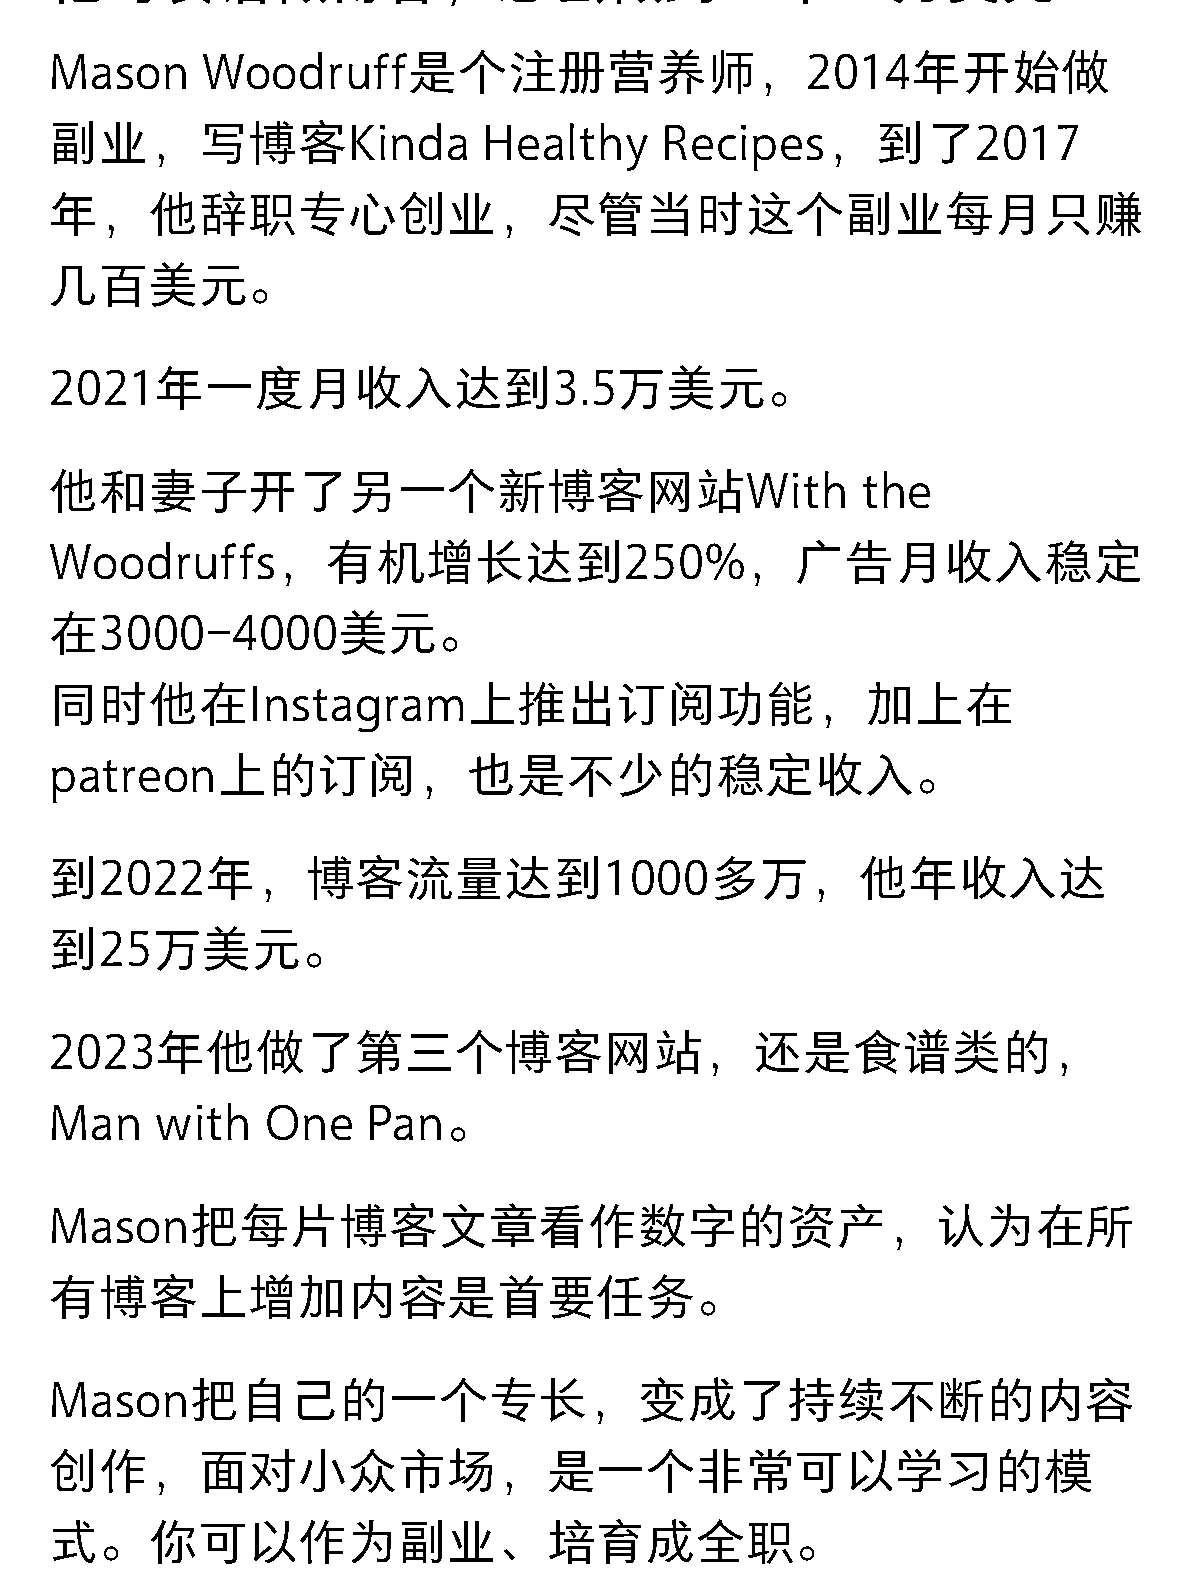 Mason Woodruff是个注册营养师，2014年开始做
副业，写博客Kinda Healthy Recipes，到了2017
年，他辞职专心创业，尽管当时这个副业每月只赚
几百美元。
2021年一度月收入达到3.5万美元。
他和妻子开了另一个新博客网站With the
Woodruffs，有机增长达到250%，广告月收入稳定
在3000-4000美元。
同时他在Instagram上推出订阅功能，加上在
patreon上的订阅，也是不少的稳定收入。
到2022年，博客流量达到1000多万，他年收入达
到25万美元。
2023年他做了第三个博客网站，还是食谱类的，
Man with One Pan。
Mason把每片博客文章看作数字的资产，认为在所
有博客上增加内容是首要任务。
Mason把自己的一个专长，变成了持续不断的内容
创作，面对小众市场，是一个非常可以学习的模
式。你可以作为副业、培育成全职。